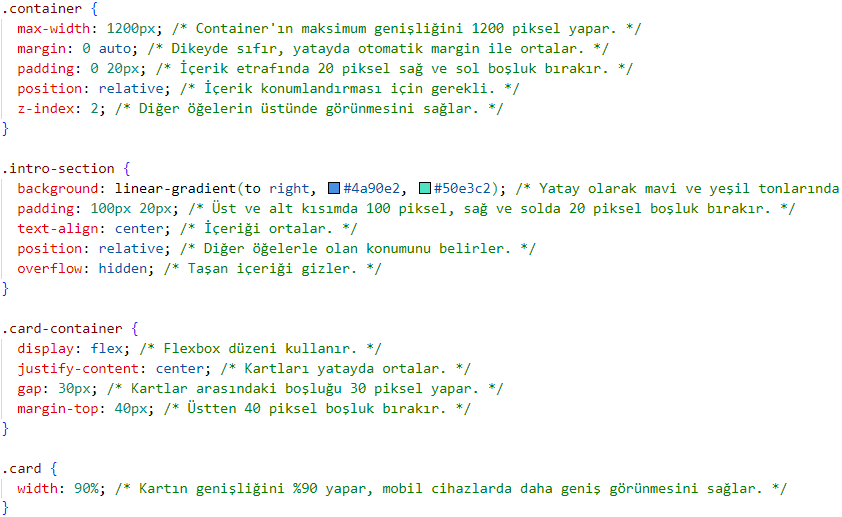 .container {
max-width: 1200px; /* Container'ın maksimum genişliğini 1200 piksel yapar. */
margin: 0 auto; /* Dikeyde sıfır, yatayda otomatik margin ile ortalar. */
padding: 0 20px; /* İçerik etrafında 20 piksel sağ ve sol boşluk bırakır. */
position: relative; /* İçerik konumlandırması için gerekli. */
z-index: 2; /* Diğer öğelerin üstünde görünmesini sağlar. */
}
.intro-section {
background: linear-gradient(to right, #4a90e2, #50e3c2); /* Yatay olarak mavi ve yeşil tonlarında
padding: 100px 20px; /* Üst ve alt kısımda 100 piksel, sağ ve solda 20 piksel boşluk bırakır. */
text-align: center; /* İçeriği ortalar. */
position: relative; /* Diğer öğelerle olan konumunu belirler. */
overflow: hidden; /* Taşan içeriği gizler. */
}
.card-container {
display: flex; /* Flexbox düzeni kullanır. */
justify-content: center; /* Kartları yatayda ortalar. */
gap: 30px; /* Kartlar arasındaki boşluğu 30 piksel yapar. */
margin-top: 40px; /* Üstten 40 piksel boşluk bırakır. */
}
.card {
width: 90%; /* Kartın genişliğini %90 yapar, mobil cihazlarda daha geniş görünmesini sağlar. */
}